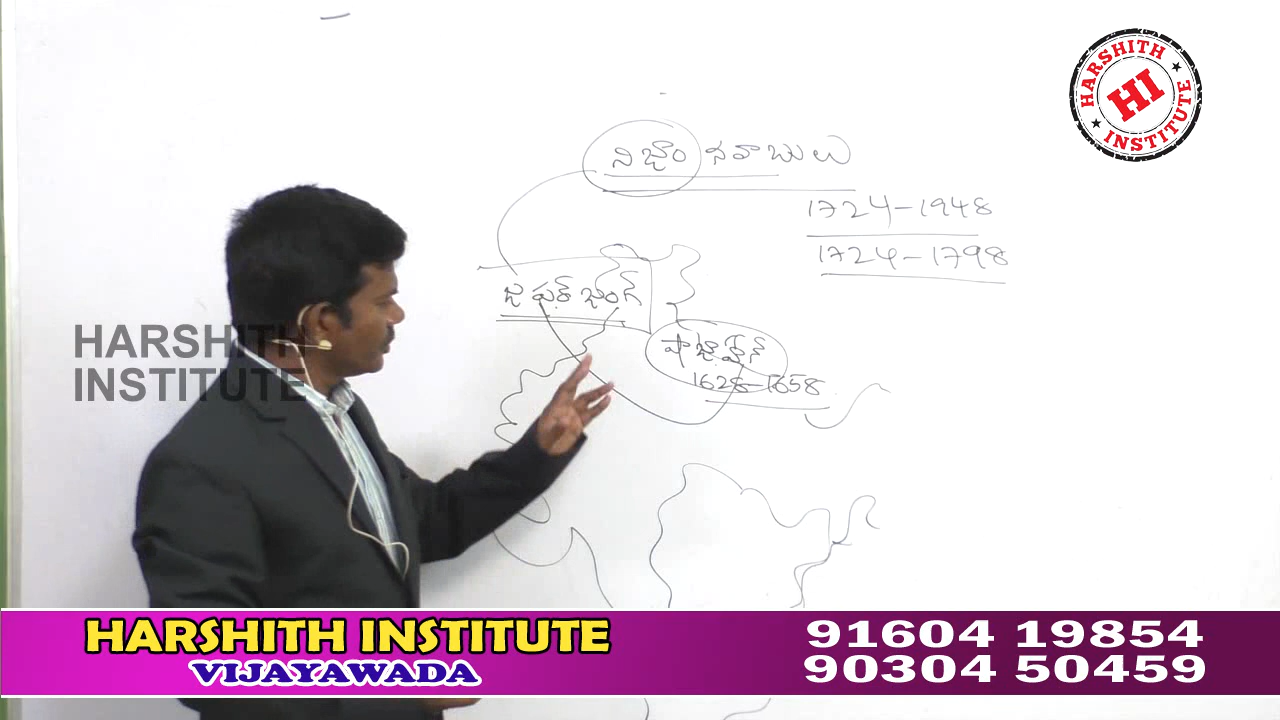 HARSHITH
HI
INSTITUTE
నిజాం నవాబులు
1724-1948
1724-1798
జఫర్ జంగ్
షాజహాన్
1628-1658
HARSHITH
INSTITUTE
HARSHITH INSTITUTE
VIJAYAWADA
91604 19854
90304 50459